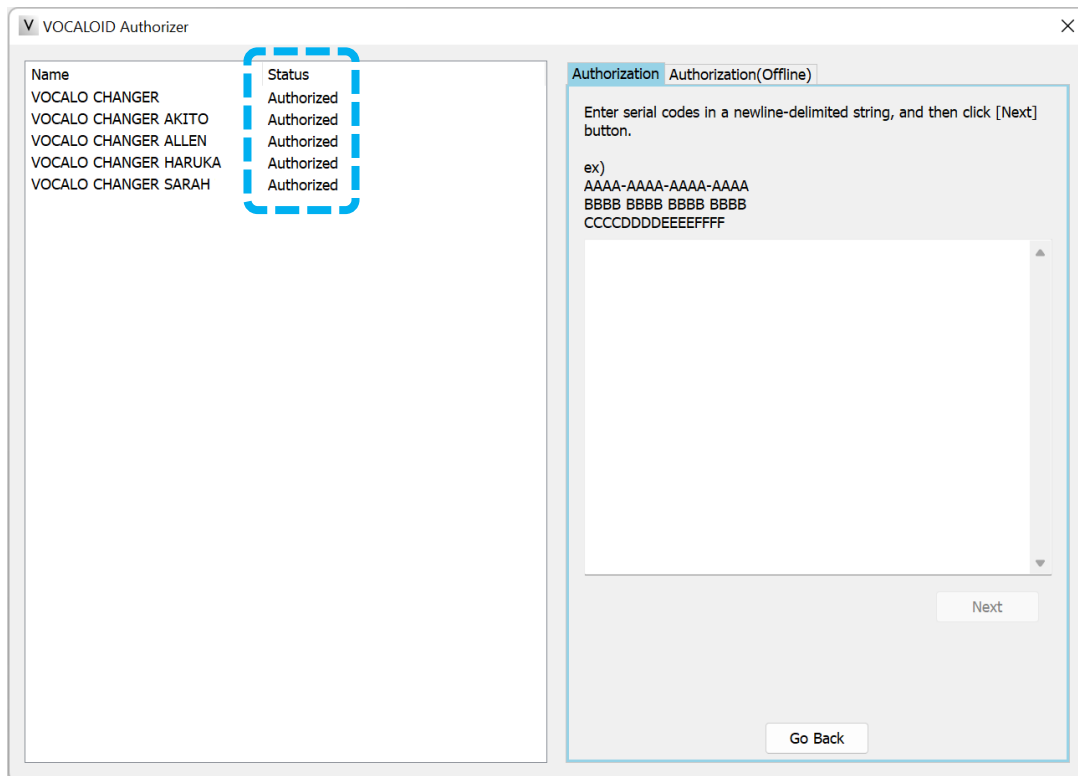 V VOCALOID Authorizer
Name Status
VOCALO CHANGER Authorized
VOCALO CHANGER AKITO Authorized
VOCALO CHANGER ALLEN Authorized
VOCALO CHANGER HARUKA Authorized
VOCALO CHANGER SARAH Authorized
Authorization Authorization(Offline)
Enter serial codes in a newline-delimited string, and then click [Next]
button.
ex)
AAAA-AAAA-AAAA-AAAA
BBBB BBBB BBBB BBBB
CCCCDDDDEEEEFFFF
Next
Go Back